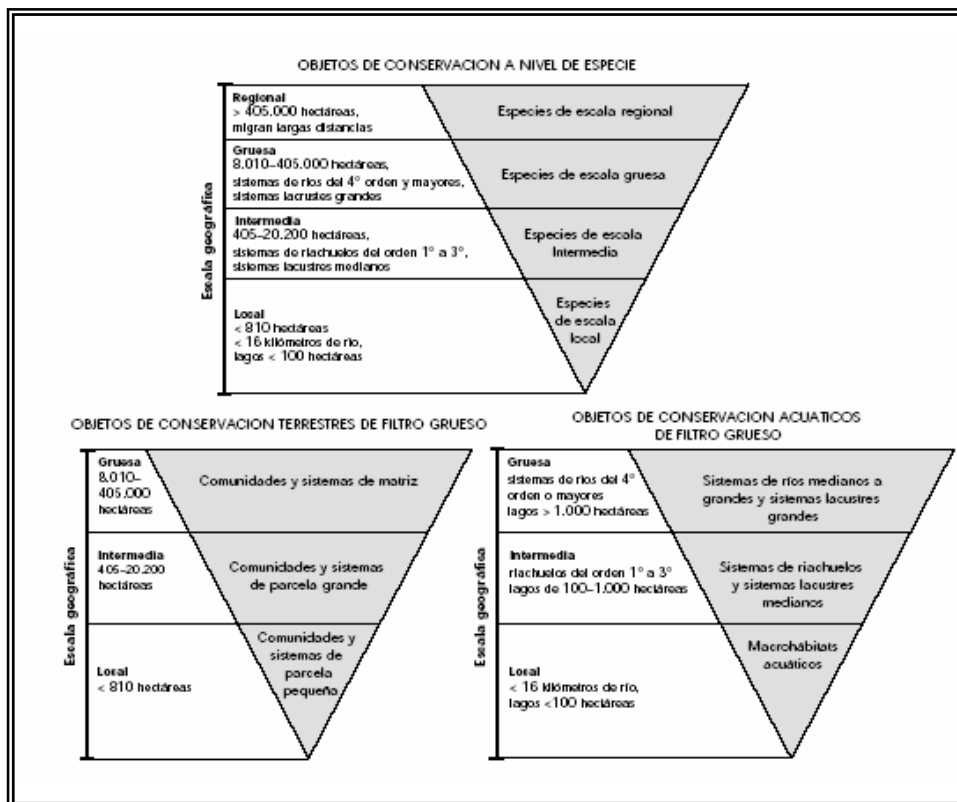 OBJETOS DE CONSERVACION A NIVEL DE ESPECIE
Escala geográfica
Regional
> 405.000 hectáreas,
migran largas distancias
Especies de escala regional
Gruesa
8.010–405.000 hectáreas,
sistemas de ríos del 4° orden y mayores,
sistemas lacrustes grandes
Especies de escala gruesa
Intermedia
405–20.200 hectáreas,
sistemas de riachuelos del orden 1° a 3°,
sistemas lacustres medianos
Especies de escala
Intermedia
Local
< 810 hectáreas
< 16 kilómeiros de río,
lagos < 100 hectáreas
Especies
de escala
local
OBJETOS DE CONSERVACION TERRESTRES DE FILTRO GRUESO
Escala geográfica
Gruesa
8.010–
405.000
hectáreas
Comunidades y sistemas de matriz
Intermedia
405–20.200
hectáreas
Comunidades y sistemas
de parcela grande
Local
< 810 hectáreas
Comunidades y
sistemas de
parcela
pequeña
OBJETOS DE CONSERVACION ACUATICOS
DE FILTRO GRUESO
Escala geográfica
Gruesa
sistemas de ríos del 4°
orden o mayores
lagos > 1.000 hectáreas
Sistemas de ríos medianos a
grandes y sistemas lacustres
grandes
Intermedia
riachuelos del orden 1° a 3°
lagos de 100–1.000 hectáreas
Sistemas de riachuelos
y sistemas lacustres
medianos
Local
< 16 kilómeiros de río,
lagos <100 hectáreas
Macrohábitats
acuáticos